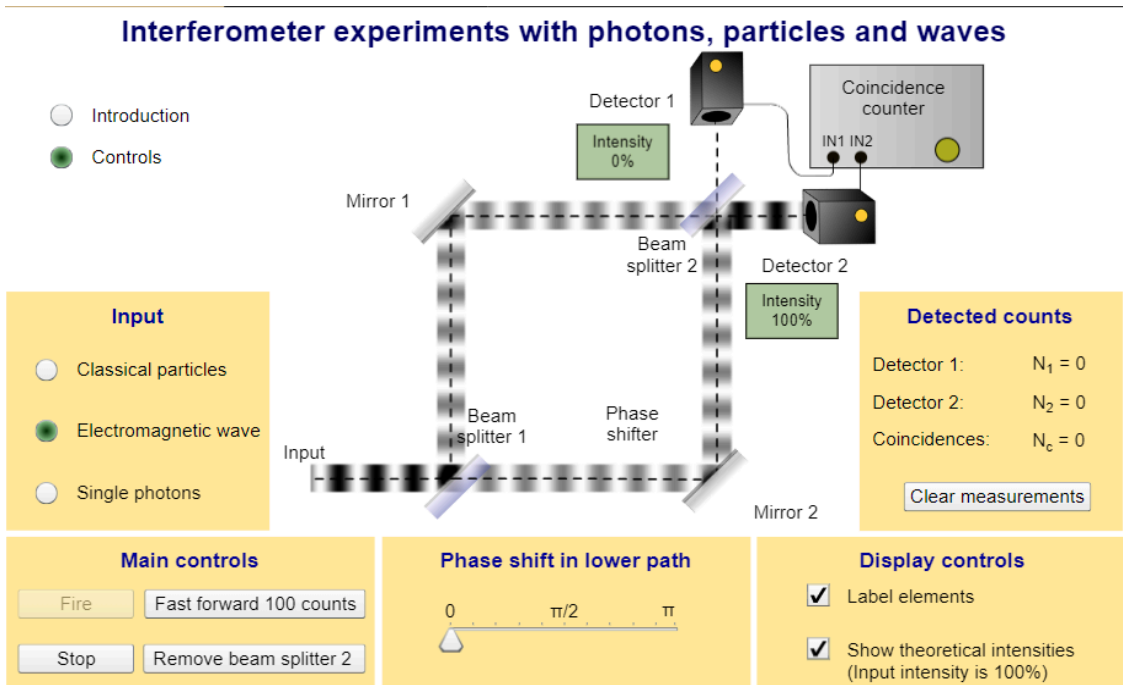 Interferometer experiments with photons, particles and waves
Introduction
Controls
Detector 1
Intensity
0%
Coincidence
counter
IN1 IN2
Mirror 1
Beam
splitter 2
Detector 2
Intensity
100%
Input
Classical particles
Electromagnetic wave
Single photons
Beam
splitter 1
Phase
shifter
Input
Mirror 2
Detected counts
Detector 1: N₁ = 0
Detector 2: N₂ = 0
Coincidences: N_c = 0
Clear measurements
Main controls
Fire
Fast forward 100 counts
Stop
Remove beam splitter 2
Phase shift in lower path
0 π/2 π
Display controls
Label elements
Show theoretical intensities
(Input intensity is 100%)